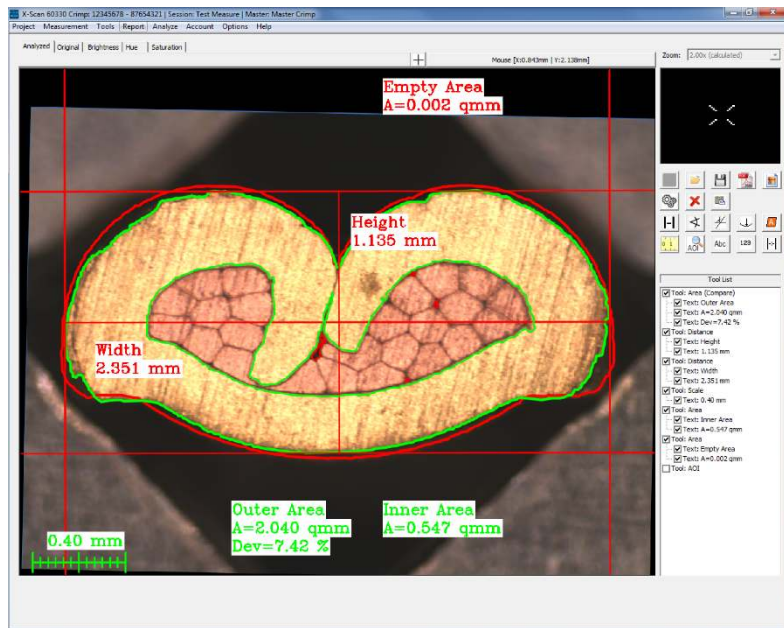 X-Scan 60330 Crimp: 12345678 - 87654321 | Session: Test Measure | Master: Master Crimp
Project Measurement Tools Report Analyze Account Options Help
Analyzed Original Brightness Hue Saturation
Mouse [X:0.843mm | Y:2.138mm]
Zoom: 2.00x (calculated)
Empty Area
A=0.002 qmm
Height
1.135 mm
Width
2.351 mm
Outer Area
A=2.040 qmm
Dev=7.42 %
Inner Area
A=0.547 qmm
0.40 mm
AOI Abc 123
Tool List
Tool: Area (Compare)
Text: Outer Area
Text: A=2.040 qmm
Text: Dev=7.42 %
Tool: Distance
Text: Height
Text: 1.135 mm
Tool: Distance
Text: Width
Text: 2.351 mm
Tool: Scale
Text: 0.40 mm
Tool: Area
Text: Inner Area
Text: A=0.547 qmm
Tool: Area
Text: Empty Area
Text: A=0.002 qmm
Tool: AOI